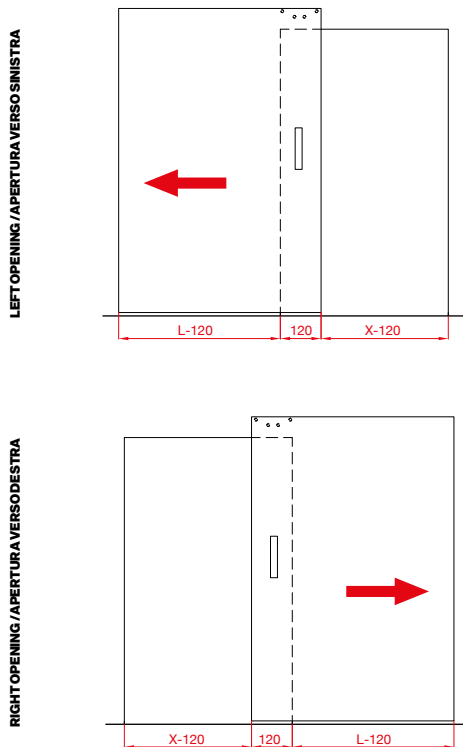 LEFT OPENING / APERTURA VERSO SINISTRA
L-120 120 X-120
RIGHT OPENING / APERTURA VERSO DESTRA
X-120 120 L-120